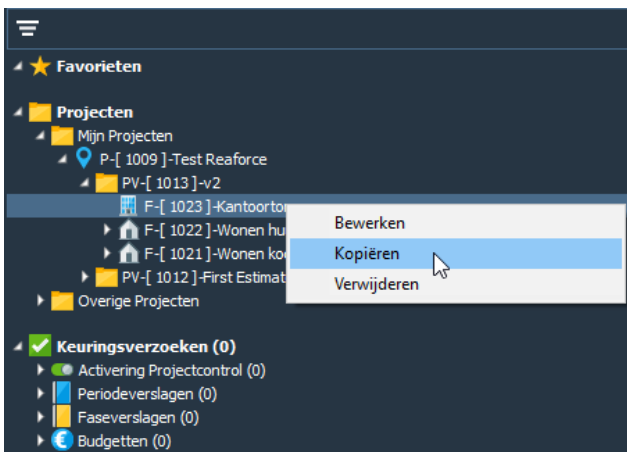 Favorieten
Projecten
Mijn Projecten
P-[ 1009 ]-Test Reaforce
PV-[ 1013 ]-v2
F-[ 1023 ]-Kantoortor
F-[ 1022 ]-Wonen hu
F-[ 1021 ]-Wonen koo
PV-[ 1012 ]-First Estimat
Overige Projecten
Bewerken
Kopiëren
Verwijderen
Keuringsverzoeken (0)
Activering Projectcontrol (0)
Periodeverslagen (0)
Faseverslagen (0)
Budgetten (0)